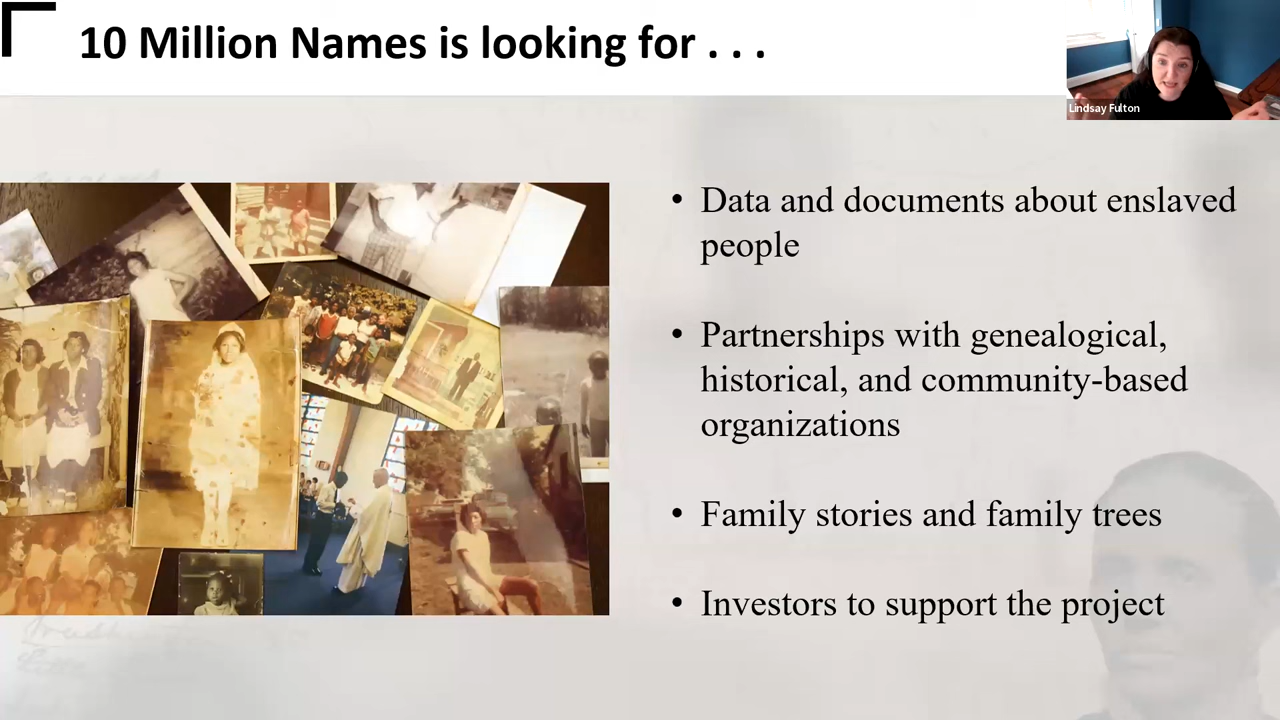 10 Million Names is looking for . . .
Lindsay Fulton
• Data and documents about enslaved
people
• Partnerships with genealogical,
historical, and community-based
organizations
• Family stories and family trees
• Investors to support the project